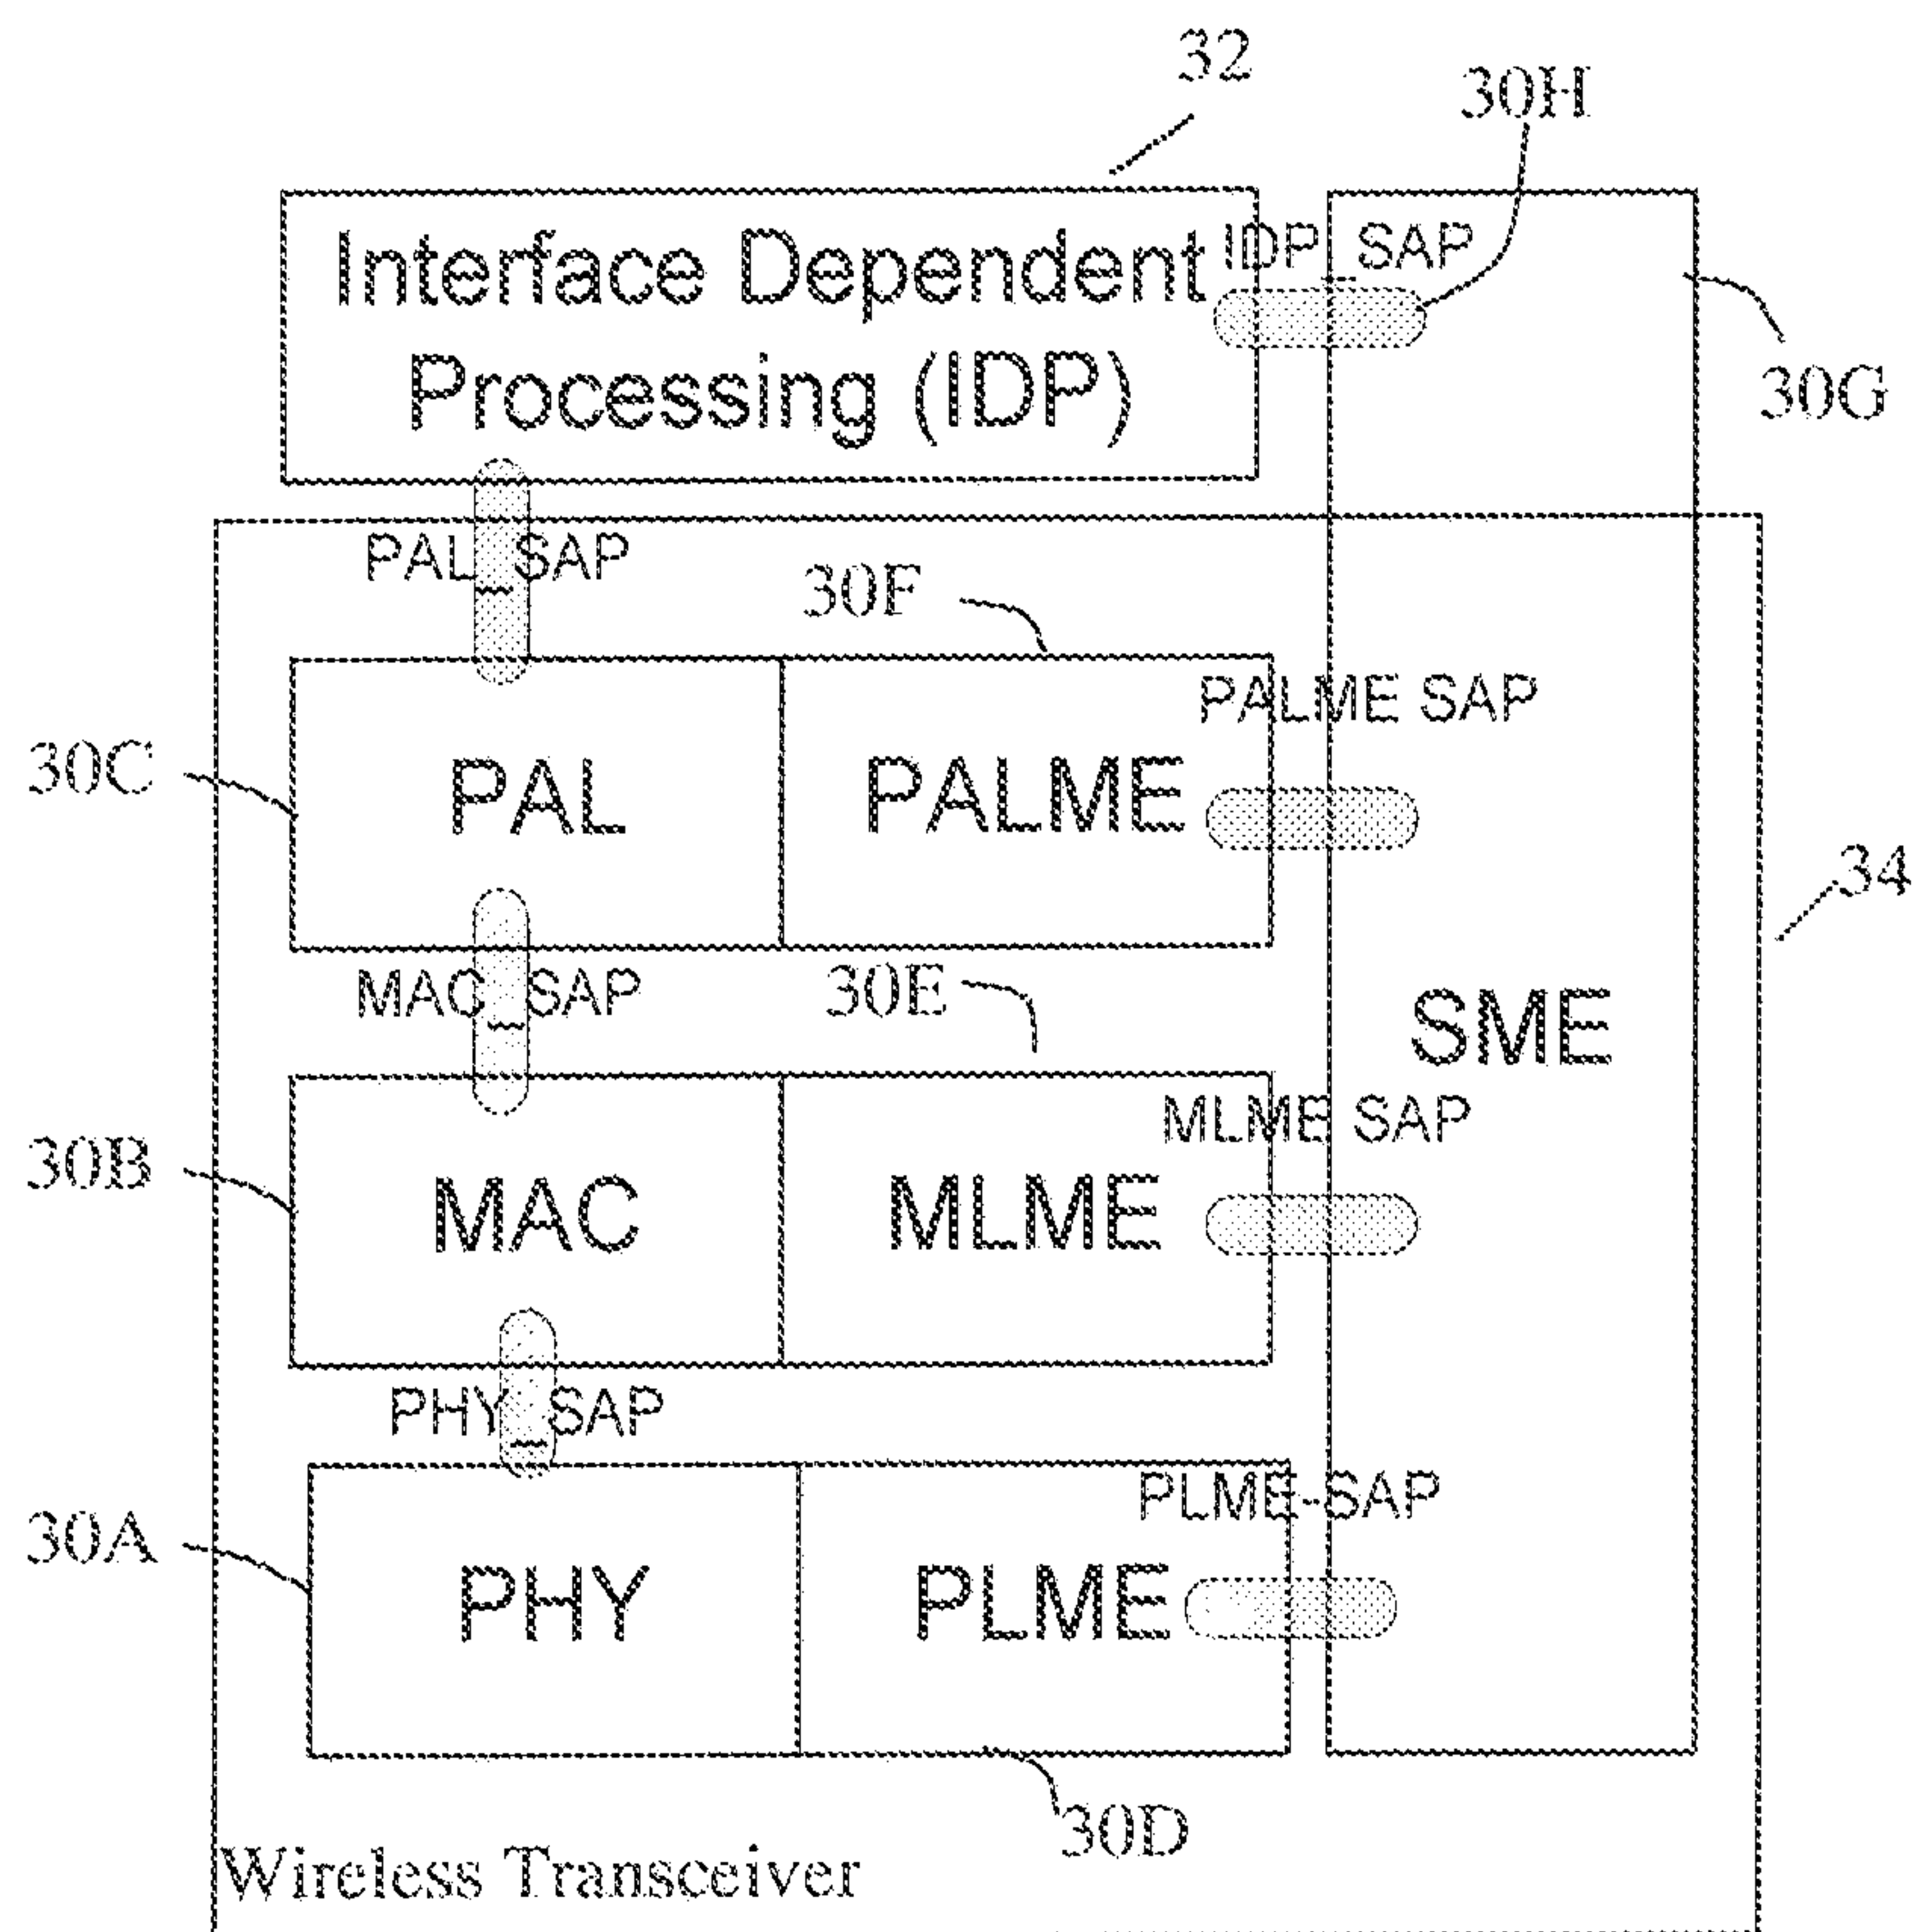 32
30H
Interface Dependent
Processing (IDP)
IDP_SAP
30G
PAL_SAP
30F
PALME SAP
30C
PAL
PALME
34
MAC_SAP
30E
SME
MLME SAP
30B
MAC
MLME
PHY_SAP
PLME-SAP
30A
PHY
PLME
30D
Wireless Transceiver